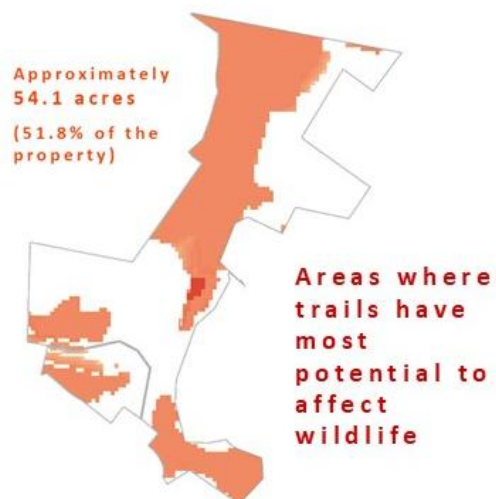 Approximately
54.1 acres
(51.8% of the
property)
Areas where
trails have
most
potential to
affect
wildlife